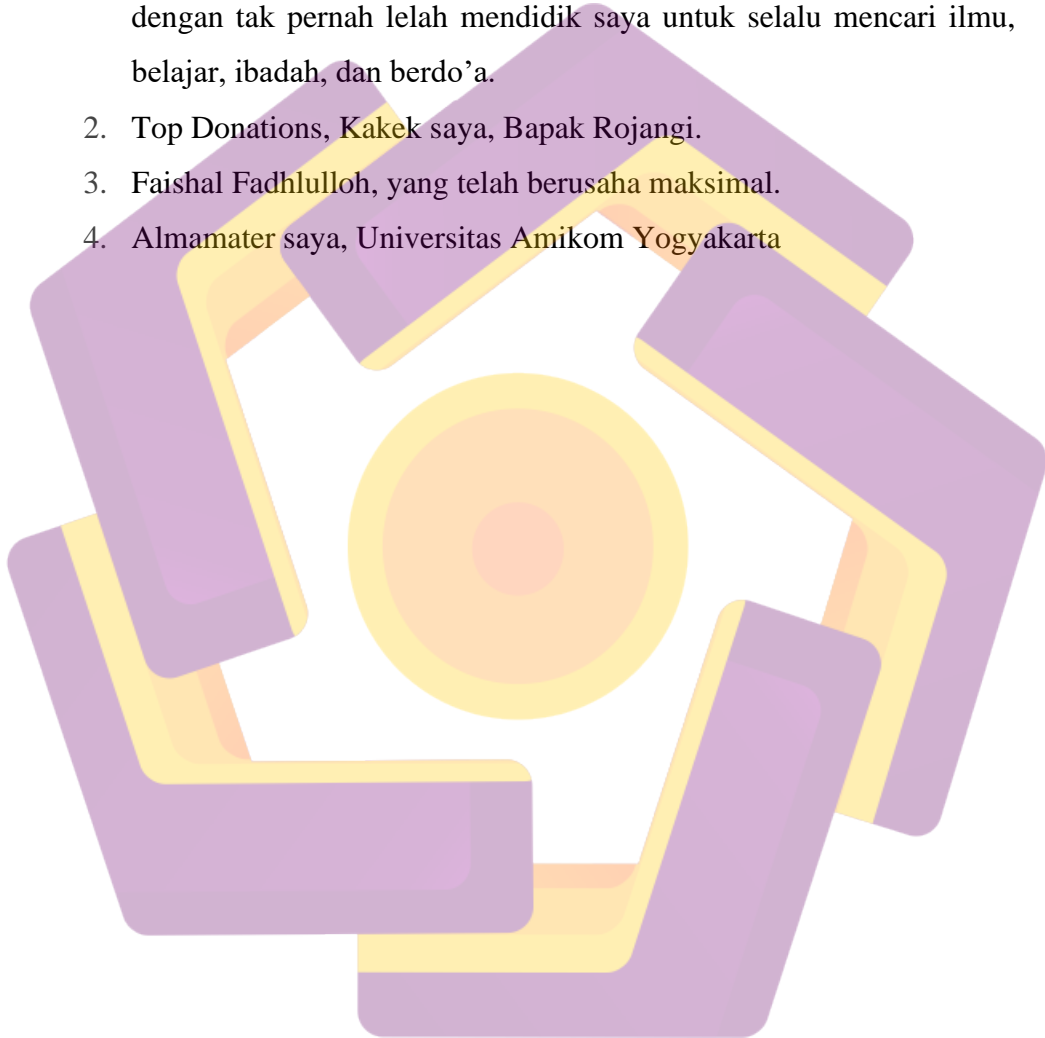 dengan tak pernah lelah mendidik saya untuk selalu mencari ilmu,
belajar, ibadah, dan berdo’a.
2. Top Donations, Kakek saya, Bapak Rojangi.
3. Faishal Fadhlulloh, yang telah berusaha maksimal.
4. Almamater saya, Universitas Amikom Yogyakarta